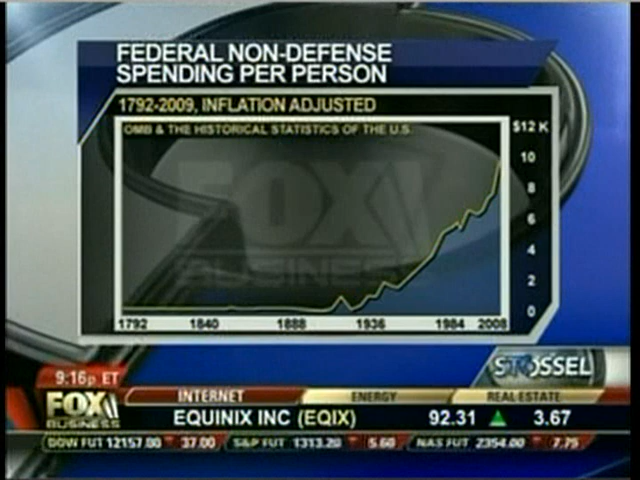 FEDERAL NON-DEFENSE
SPENDING PER PERSON
1792-2009, INFLATION ADJUSTED
OMB & THE HISTORICAL STATISTICS OF THE U.S.
$12 K
10
8
6
4
2
0
1792 1840 1888 1936 1984 2008
FOX
BUSINESS
STOSSEL
9:16p ET
INTERNET ENERGY REAL ESTATE
FOX
BUSINESS
EQUINIX INC (EQIX) 92.31 3.67
DOW FUT 12157.00 37.00 S&P FUT 1313.20 5.60 NAS FUT 2354.00 7.75